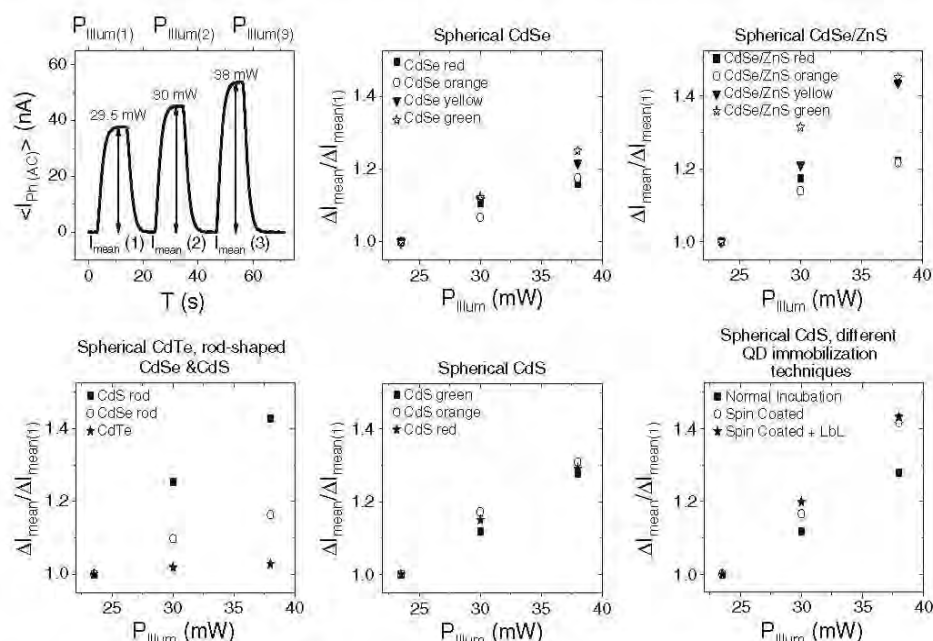 P_Illum(1) P_Illum(2) P_Illum(9)
60
40
20
0
98 mW
90 mW
29.5 mW
I_mean (1) I_mean (2) I_mean (3)
0 20 40 60
<I_Ph (AC)> (nA)
T (s)
Spherical CdSe
CdSe red
CdSe orange
CdSe yellow
CdSe green
1.4
1.2
1.0
25 30 35 40
ΔI_mean/ΔI_mean(1)
P_Illum (mW)
Spherical CdSe/ZnS
CdSe/ZnS red
CdSe/ZnS orange
CdSe/ZnS yellow
CdSe/ZnS green
1.4
1.2
1.0
25 30 35 40
ΔI_mean/ΔI_mean(1)
P_Illum (mW)
Spherical CdTe, rod-shaped
CdSe &CdS
CdS rod
CdSe rod
CdTe
1.4
1.2
1.0
25 30 35 40
ΔI_mean/ΔI_mean(1)
P_Illum (mW)
Spherical CdS
CdS green
CdS orange
CdS red
1.4
1.2
1.0
25 30 35 40
ΔI_mean/ΔI_mean(1)
P_Illum (mW)
Spherical CdS, different
QD immobilization
techniques
Normal Incubation
Spin Coated
Spin Coated + LbL
1.4
1.2
1.0
25 30 35 40
ΔI_mean/ΔI_mean(1)
P_Illum (mW)